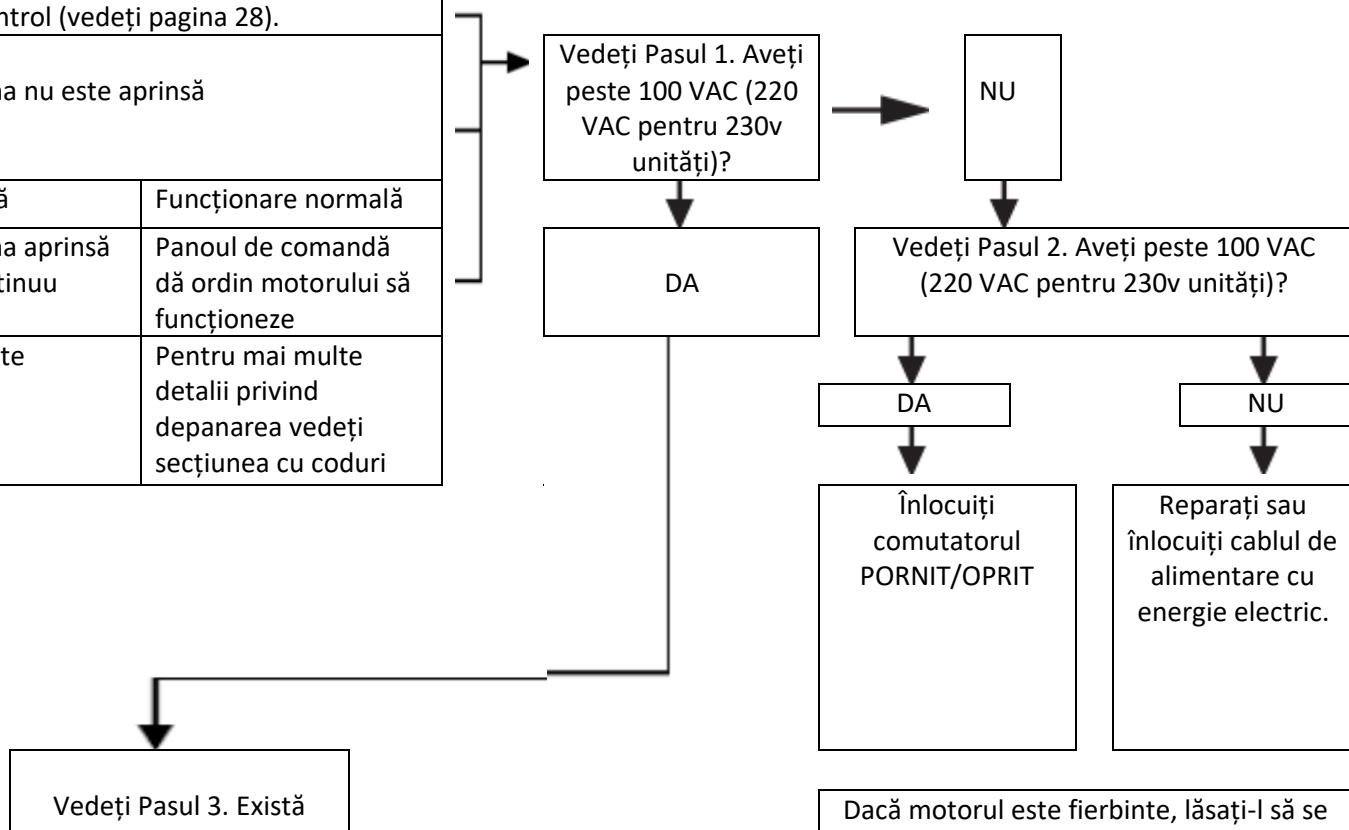 ntrol (vedeți pagina 28).
na nu este aprinsă
ă
Funcționare normală
na aprinsă
tinuu
Panoul de comandă
dă ordin motorului să
funcționeze
te
Pentru mai multe
detalii privind
depanarea vedeți
secțiunea cu coduri
Vedeți Pasul 1. Aveți
peste 100 VAC (220
VAC pentru 230v
unități)?
NU
DA
Vedeți Pasul 2. Aveți peste 100 VAC
(220 VAC pentru 230v unități)?
DA
NU
Înlocuiți
comutatorul
PORNIT/OPRIT
Reparați sau
înlocuiți cablul de
alimentare cu
energie electric.
Vedeți Pasul 3. Există
Dacă motorul este fierbinte, lăsați-l să se